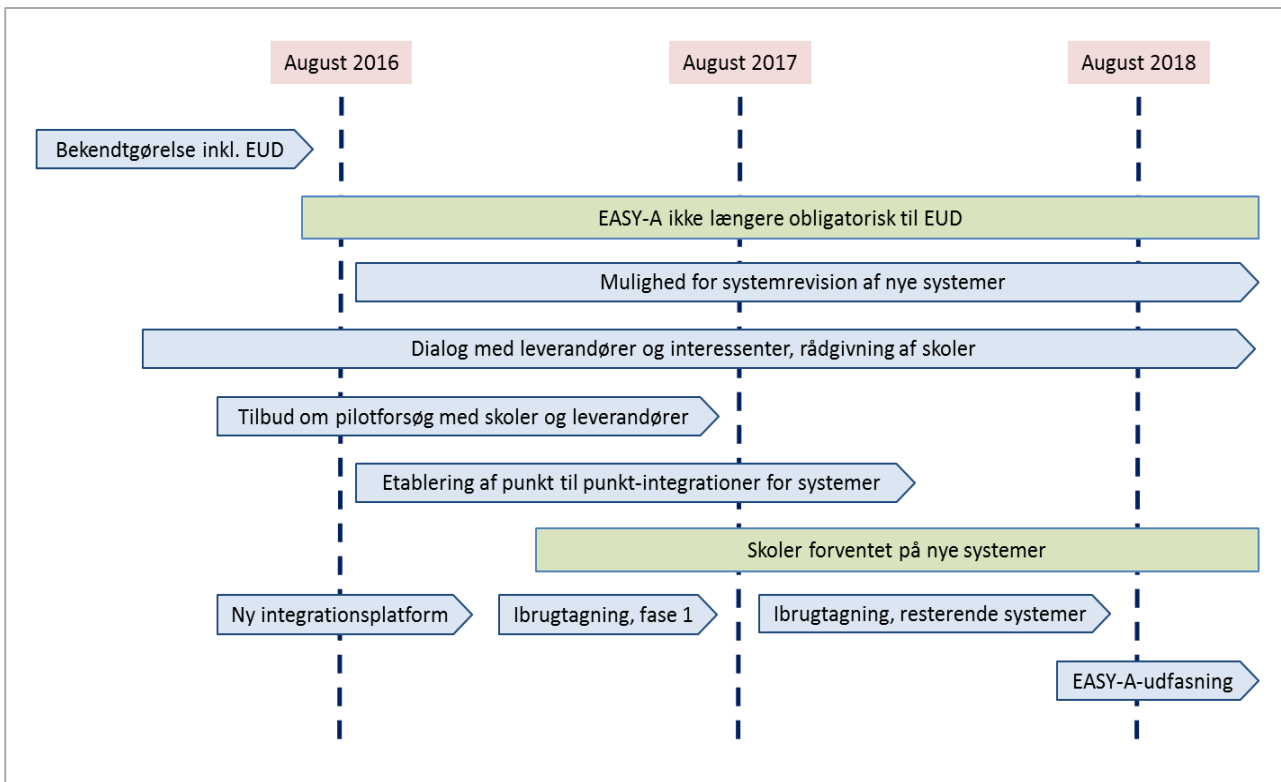 August 2016
August 2017
August 2018
Bekendtgørelse inkl. EUD
EASY-A ikke længere obligatorisk til EUD
Mulighed for systemrevision af nye systemer
Dialog med leverandører og interessenter, rådgivning af skoler
Tilbud om pilotforsøg med skoler og leverandører
Etablering af punkt til punkt-integrationer for systemer
Skoler forventet på nye systemer
Ny integrationsplatform
Ibrugtagning, fase 1
Ibrugtagning, resterende systemer
EASY-A-udfasning